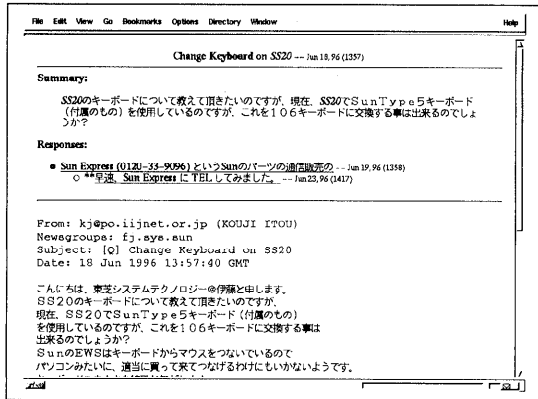 File Edit View Go Bookmarks Options Directory Window Help
Change Keyboard on SS20 -- Jun 18, 96 (1357)
Summary:
SS20のキーボードについて教えて頂きたいのですが、現在、SS20でSunType5キーボード
（付属のもの）を使用しているのですが、これを106キーボードに交換する事は出来るのでしょ
うか？
Responses:
Sun Express (0120-33-9096) というSunのパーツの通信販売の -- Jun 19, 96 (1358)
**早速、Sun Express に TEL してみました。 -- Jun 23, 96 (1417)
From: kj@po.iijnet.or.jp (KOUJI ITOU)
Newsgroups: fj.sys.sun
Subject: [Q] Change Keyboard on SS20
Date: 18 Jun 1996 13:57:40 GMT
こんにちは、東芝システムテクノロジー@伊藤と申します。
SS20のキーボードについて教えて頂きたいのですが、
現在、SS20でSunType5キーボード（付属のもの）
を使用しているのですが、これを106キーボードに交換する事は
出来るのでしょうか？
SunのEWSはキーボードからマウスをつないでいるので
パソコンみたいに、適当に買って来てつなげるわけにもいかないようです。